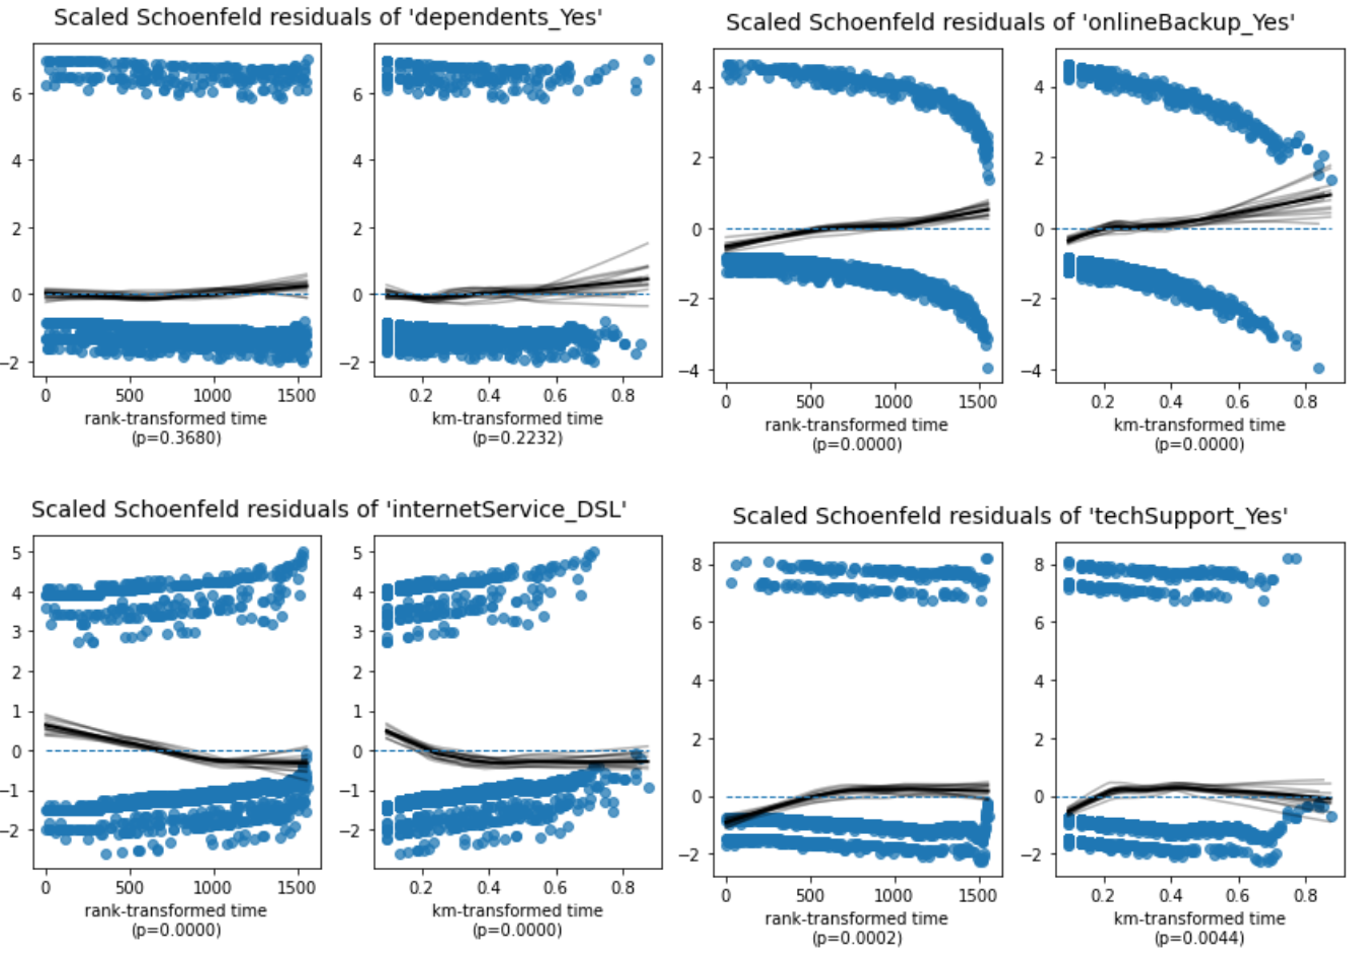 Scaled Schoenfeld residuals of 'dependents_Yes'
6
4
2
0
−2
0 500 1000 1500
rank-transformed time
(p=0.3680)
6
4
2
0
−2
0.2 0.4 0.6 0.8
km-transformed time
(p=0.2232)
Scaled Schoenfeld residuals of 'onlineBackup_Yes'
4
2
0
−2
−4
0 500 1000 1500
rank-transformed time
(p=0.0000)
4
2
0
−2
−4
0.2 0.4 0.6 0.8
km-transformed time
(p=0.0000)
Scaled Schoenfeld residuals of 'internetService_DSL'
5
4
3
2
1
0
−1
−2
0 500 1000 1500
rank-transformed time
(p=0.0000)
5
4
3
2
1
0
−1
−2
0.2 0.4 0.6 0.8
km-transformed time
(p=0.0000)
Scaled Schoenfeld residuals of 'techSupport_Yes'
8
6
4
2
0
−2
0 500 1000 1500
rank-transformed time
(p=0.0002)
8
6
4
2
0
−2
0.2 0.4 0.6 0.8
km-transformed time
(p=0.0044)